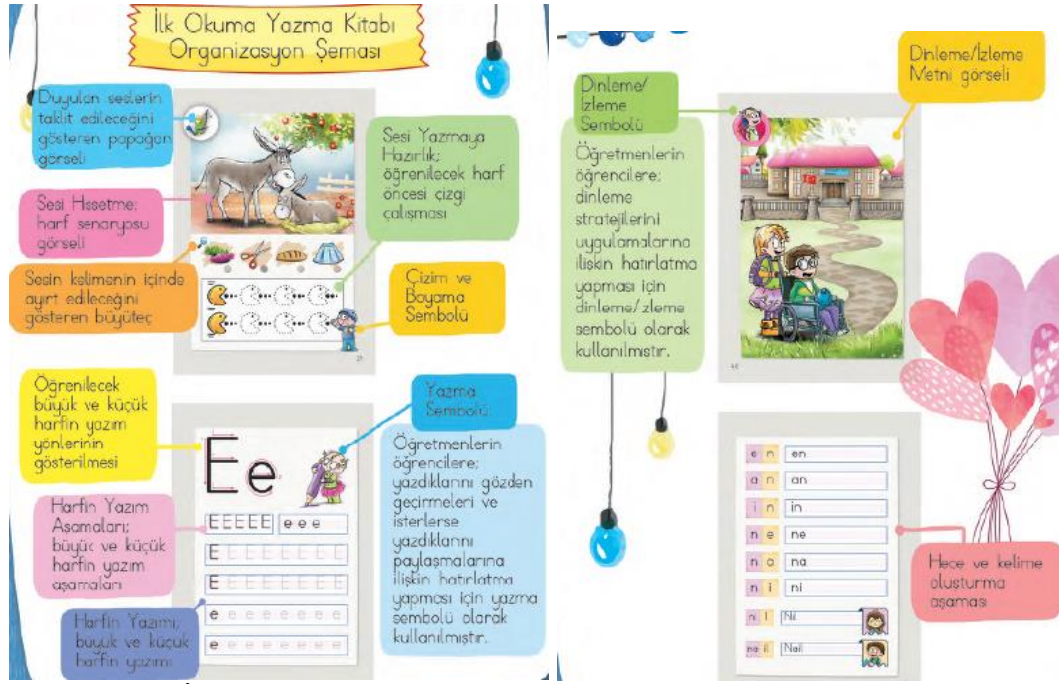 İlk Okuma Yazma Kitabı
Organizasyon Şeması
Duyulan seslerin
taklit edileceğini
gösteren papağan
görseli
Sesi Hissetme;
harf senaryosu
görseli
Sesin kelimenin içinde
ayırt edileceğini
gösteren büyüteç
Sesi Yazmaya
Hazırlık;
öğrenilecek harf
öncesi çizgi
çalışması
Çizim ve
Boyama
Sembolü
Öğrenilecek
büyük ve küçük
harfin yazım
yönlerinin
gösterilmesi
Harfin Yazım
Aşamaları;
büyük ve küçük
harfin yazım
aşamaları
Harfin Yazımı;
büyük ve küçük
harfin yazımı
E e
E E E E E e e e
E E E E E E E E
E E E E E E E E
e e e e e e e e
e e e e e e e e
Yazma
Sembolü
Öğretmenlerin
öğrencilere;
yazdıklarını gözden
geçirmeleri ve
isterlerse
yazdıklarını
paylaşmalarına
ilişkin hatırlatma
yapması için yazma
sembolü olarak
kullanılmıştır.
Dinleme/
İzleme
Sembolü
Öğretmenlerin
öğrencilere;
dinleme
stratejilerini
uygulamalarına
ilişkin hatırlatma
yapması için
dinleme/izleme
sembolü olarak
kullanılmıştır.
Dinleme/İzleme
Metni görseli
e n en
a n an
i n in
n e ne
n a na
n i ni
ni l Nil
na il Nail
Hece ve kelime
oluşturma
aşaması